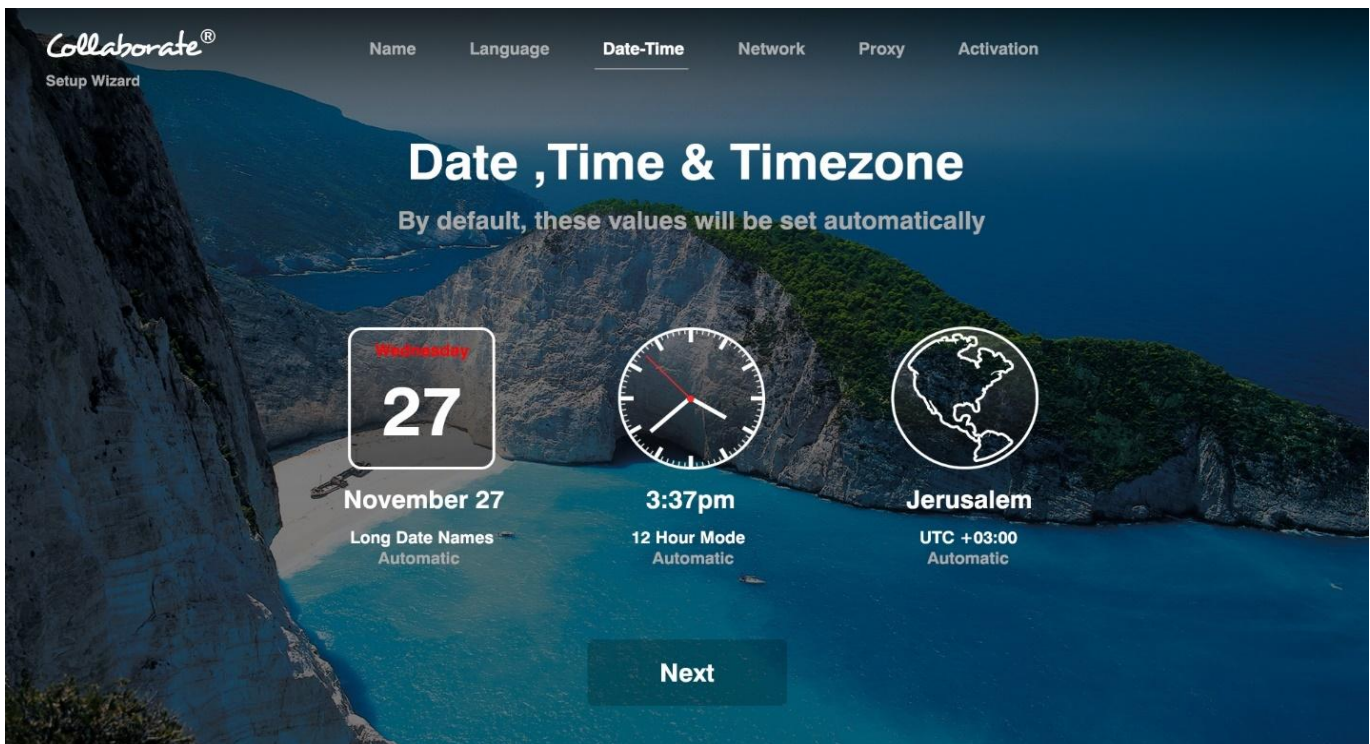 Collaborate®
Setup Wizard
Name Language Date-Time Network Proxy Activation
Date ,Time & Timezone
By default, these values will be set automatically
Wednesday
27
November 27
Long Date Names
Automatic
3:37pm
12 Hour Mode
Automatic
Jerusalem
UTC +03:00
Automatic
Next